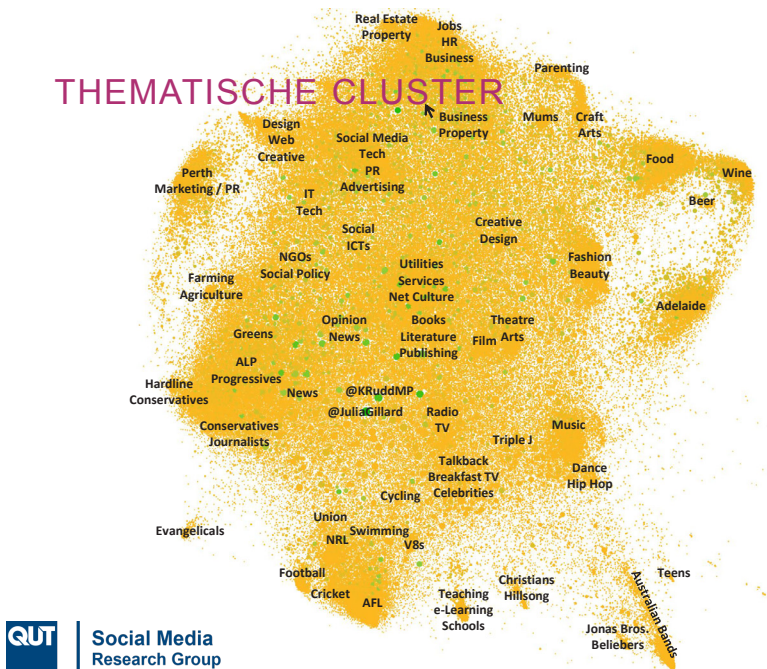 Real Estate
Property
Jobs
HR
Business
THEMATISCHE CLUSTER
Parenting
Design
Web
Creative
Social Media
Tech
PR
Advertising
Business
Property
Mums
Craft
Arts
Perth
Marketing / PR
Food
Wine
Beer
IT
Tech
Social
ICTs
Creative
Design
NGOs
Social Policy
Utilities
Services
Net Culture
Fashion
Beauty
Farming
Agriculture
Adelaide
Greens
Opinion
News
Books
Literature
Publishing
Theatre
Arts
Film
ALP
Progressives
Hardline
Conservatives
News
@KRuddMP
@JuliaGillard
Radio
TV
Conservatives
Journalists
Triple J
Music
Talkback
Breakfast TV
Celebrities
Dance
Hip Hop
Cycling
Evangelicals
Union
NRL
Swimming
V8s
Football
Cricket
AFL
Teaching
e-Learning
Schools
Christians
Hillsong
Teens
Australian Bands
Jonas Bros.
Beliebers
QUT
Social Media
Research Group